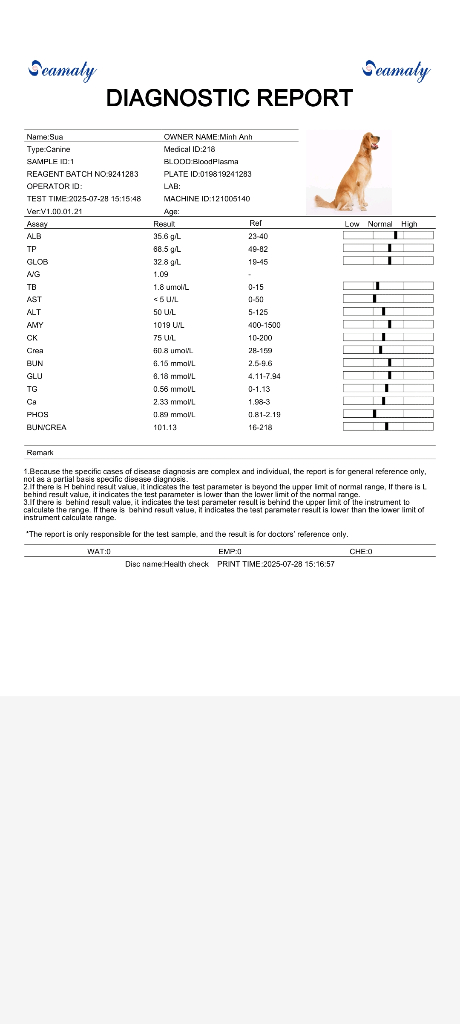 Seamaty Seamaty
DIAGNOSTIC REPORT
Name:Sua OWNER NAME:Minh Anh
Type:Canine Medical ID:218
SAMPLE ID:1 BLOOD:BloodPlasma
REAGENT BATCH NO:9241283 PLATE ID:019819241283
OPERATOR ID: LAB:
TEST TIME:2025-07-28 15:15:48 MACHINE ID:121005140
Ver:V1.00.01.21 Age:
Assay Result Ref Low Normal High
ALB 35.6 g/L 23-40
TP 68.5 g/L 49-82
GLOB 32.8 g/L 19-45
A/G 1.09 -
TB 1.8 umol/L 0-15
AST < 5 U/L 0-50
ALT 50 U/L 5-125
AMY 1019 U/L 400-1500
CK 75 U/L 10-200
Crea 60.8 umol/L 28-159
BUN 6.15 mmol/L 2.5-9.6
GLU 6.18 mmol/L 4.11-7.94
TG 0.56 mmol/L 0-1.13
Ca 2.33 mmol/L 1.98-3
PHOS 0.89 mmol/L 0.81-2.19
BUN/CREA 101.13 16-218
Remark
1.Because the specific cases of disease diagnosis are complex and individual, the report is for general reference only,
not as a partial basis specific disease diagnosis.
2.If there is H behind result value, it indicates the test parameter is beyond the upper limit of normal range, If there is L
behind result value, it indicates the test parameter is lower than the lower limit of the normal range.
3.If there is  behind result value, it indicates the test parameter result is behind the upper limit of the instrument to
calculate the range. If there is  behind result value, it indicates the test parameter result is lower than the lower limit of
instrument calculate range.
*The report is only responsible for the test sample, and the result is for doctors' reference only.
WAT:0 EMP:0 CHE:0
Disc name:Health check PRINT TIME:2025-07-28 15:16:57